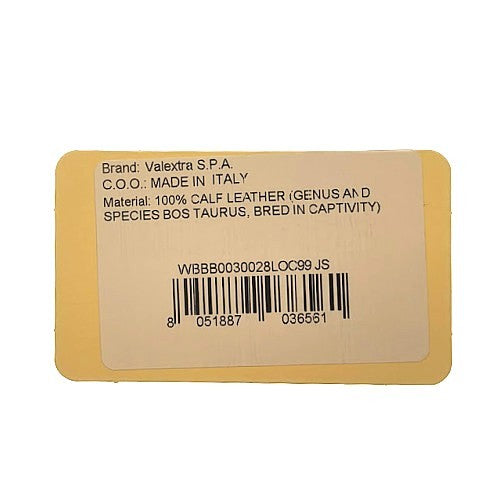 Brand: Valextra S.P.A.
C.O.O.: MADE IN ITALY
Material: 100% CALF LEATHER (GENUS AND
SPECIES BOS TAURUS, BRED IN CAPTIVITY)
WBBB0030028LOC99 JS
8 051887 036561